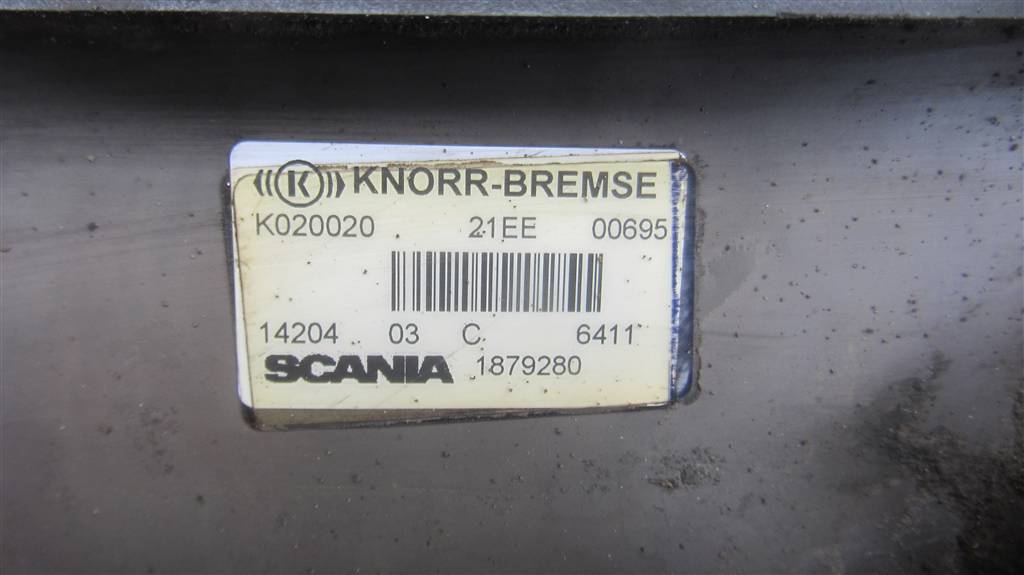 K KNORR-BREMSE
K020020 21EE 00695
14204 03 C 6411
SCANIA 1879280